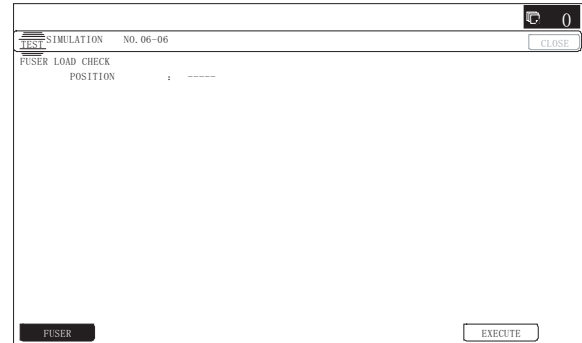 0
TEST SIMULATION NO. 06-06
CLOSE
FUSER LOAD CHECK
POSITION : -----
FUSER
EXECUTE